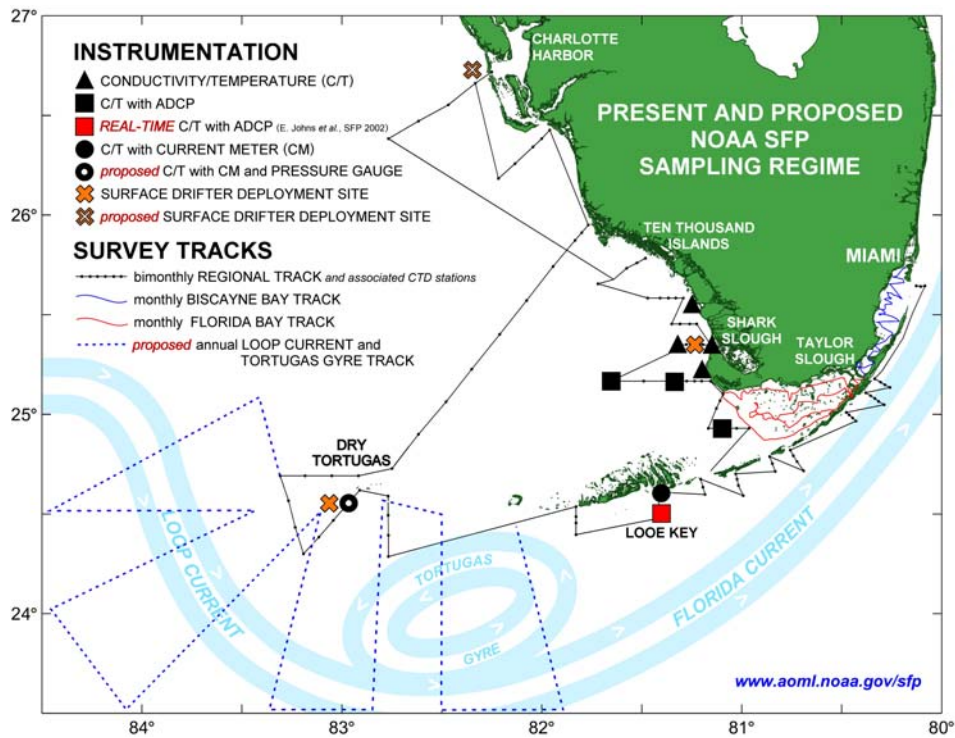 27°
26°
25°
24°
84°
83°
82°
81°
80°
INSTRUMENTATION
CONDUCTIVITY/TEMPERATURE (C/T)
C/T with ADCP
REAL-TIME C/T with ADCP (E. Johns et al., SFP 2002)
C/T with CURRENT METER (CM)
proposed C/T with CM and PRESSURE GAUGE
SURFACE DRIFTER DEPLOYMENT SITE
proposed SURFACE DRIFTER DEPLOYMENT SITE
SURVEY TRACKS
bimonthly REGIONAL TRACK and associated CTD stations
monthly BISCAYNE BAY TRACK
monthly FLORIDA BAY TRACK
proposed annual LOOP CURRENT and
TORTUGAS GYRE TRACK
CHARLOTTE
HARBOR
PRESENT AND PROPOSED
NOAA SFP
SAMPLING REGIME
TEN THOUSAND
ISLANDS
MIAMI
SHARK
SLOUGH
TAYLOR
SLOUGH
DRY
TORTUGAS
LOOE KEY
LOOP CURRENT
TORTUGAS
GYRE
FLORIDA CURRENT
www.aoml.noaa.gov/sfp